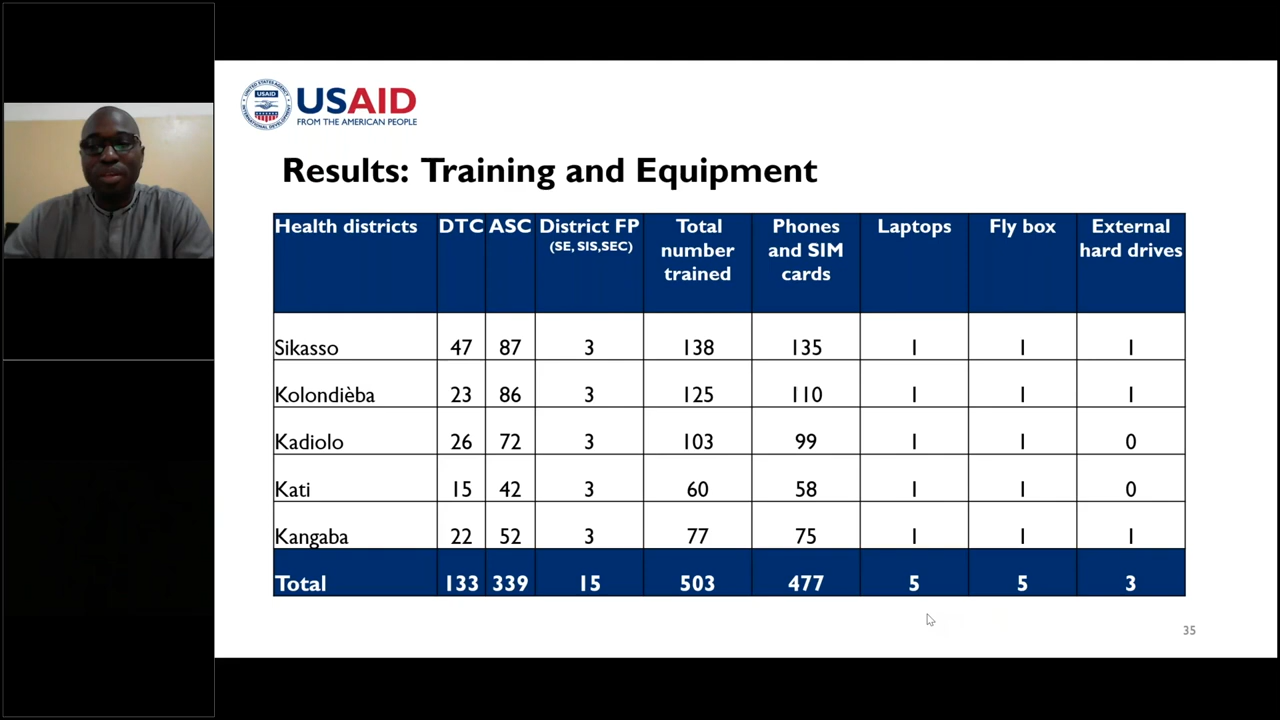 USAID
FROM THE AMERICAN PEOPLE
Results: Training and Equipment
Health districts DTC ASC District FP (SE, SIS,SEC) Total number trained Phones and SIM cards Laptops Fly box External hard drives
Sikasso 47 87 3 138 135 1 1 1
Kolondièba 23 86 3 125 110 1 1 1
Kadiolo 26 72 3 103 99 1 1 0
Kati 15 42 3 60 58 1 1 0
Kangaba 22 52 3 77 75 1 1 1
Total 133 339 15 503 477 5 5 3
35